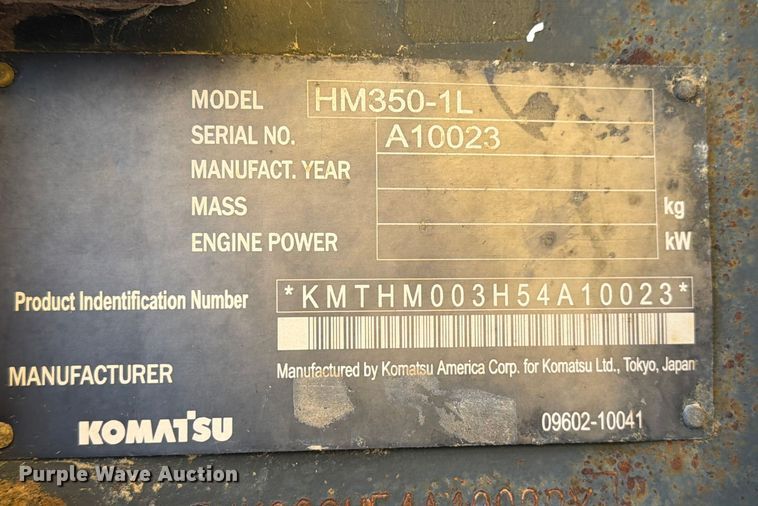 MODEL HM350-1L
SERIAL NO. A10023
MANUFACT. YEAR
MASS kg
ENGINE POWER kW
Product Indentification Number *KMTHM003H54A10023*
MANUFACTURER Manufactured by Komatsu America Corp. for Komatsu Ltd., Tokyo, Japan
KOMATSU 09602-10041
Purple Wave Auction